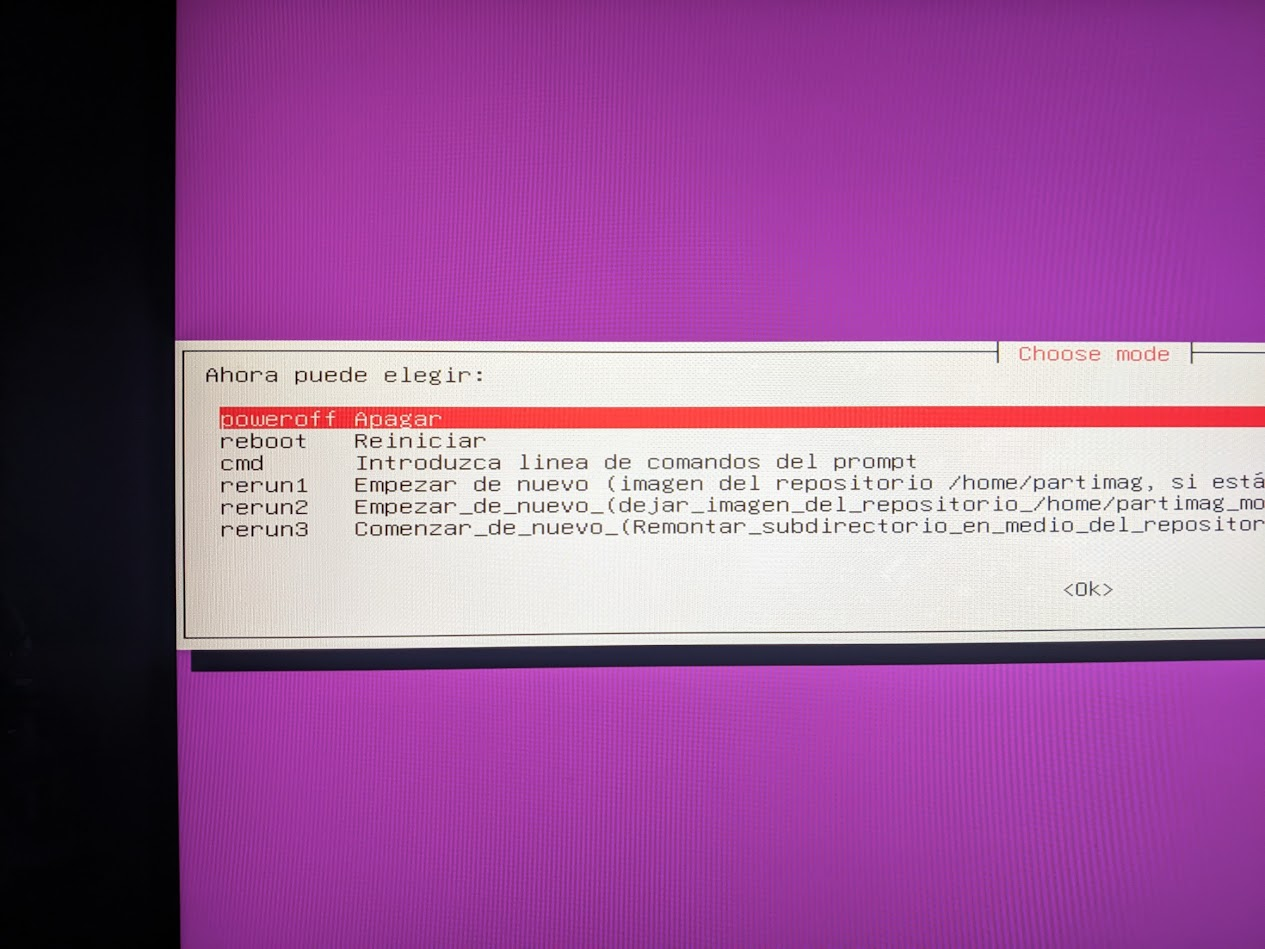 Choose mode
Ahora puede elegir:
poweroff Apagar
reboot Reiniciar
cmd Introduzca linea de comandos del prompt
rerun1 Empezar de nuevo (imagen del repositorio /home/partimag, si está
rerun2 Empezar_de_nuevo_(dejar_imagen_del_repositorio_/home/partimag_mo
rerun3 Comenzar_de_nuevo_(Remontar_subdirectorio_en_medio_del_repositor
<Ok>